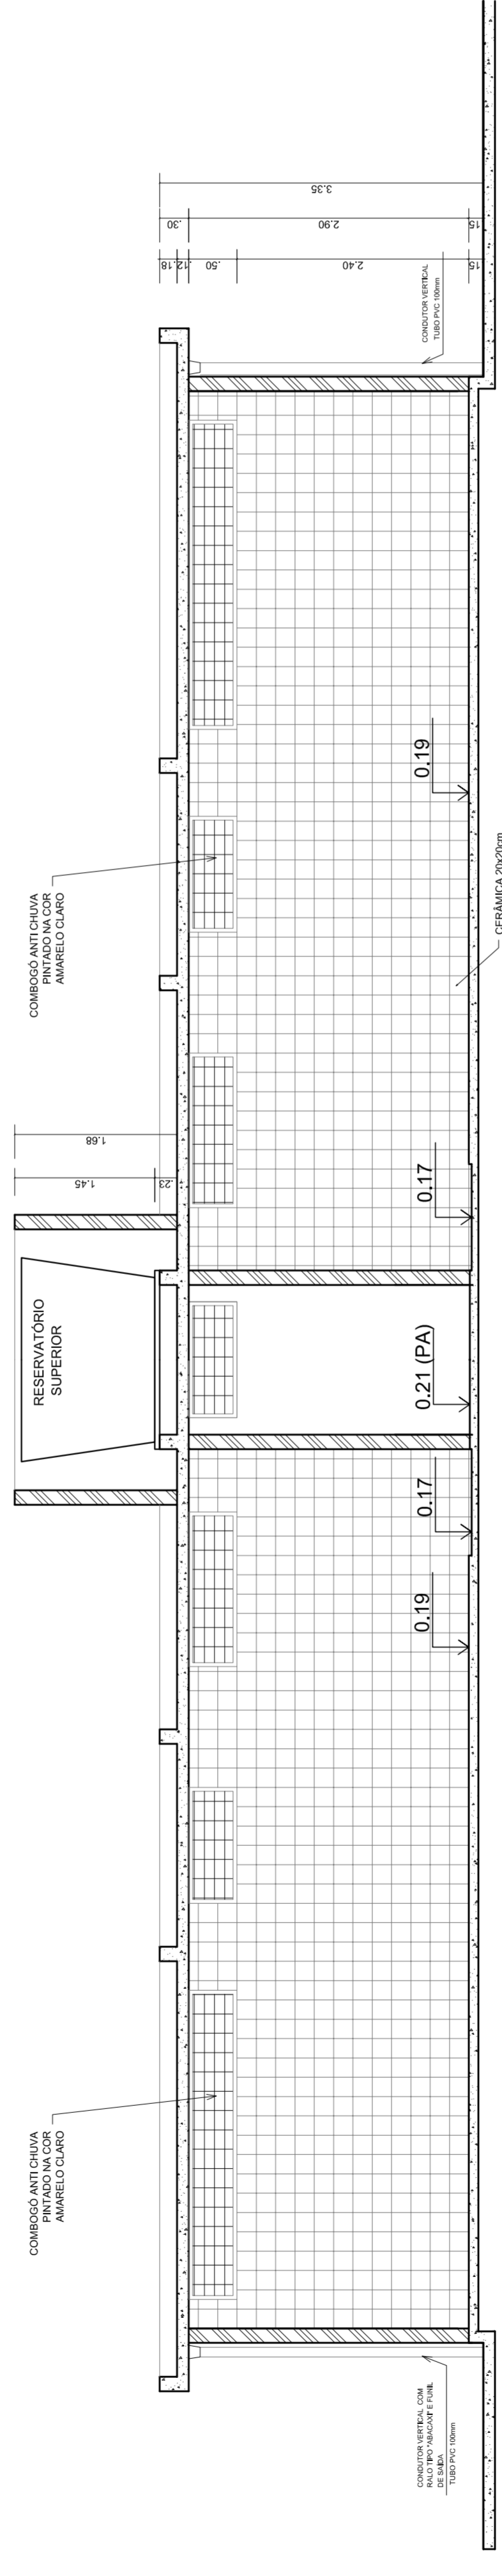 COMBOGÓ ANTI CHUVA
PINTADO NA COR
AMARELO CLARO
RESERVATÓRIO
SUPERIOR
1.45
.23
1.68
COMBOGÓ ANTI CHUVA
PINTADO NA COR
AMARELO CLARO
.18
.12
.50
2.40
15
.30
2.90
15
3.35
CONDUTOR VERTICAL COM
RALO TIPO "ABACAXI" E FUNIL
DE SAÍDA
TUBO PVC 100mm
0.19
0.17
0.21 (PA)
0.17
0.19
CONDUTOR VERTICAL
TUBO PVC 100mm
CERÂMICA 20x20cm